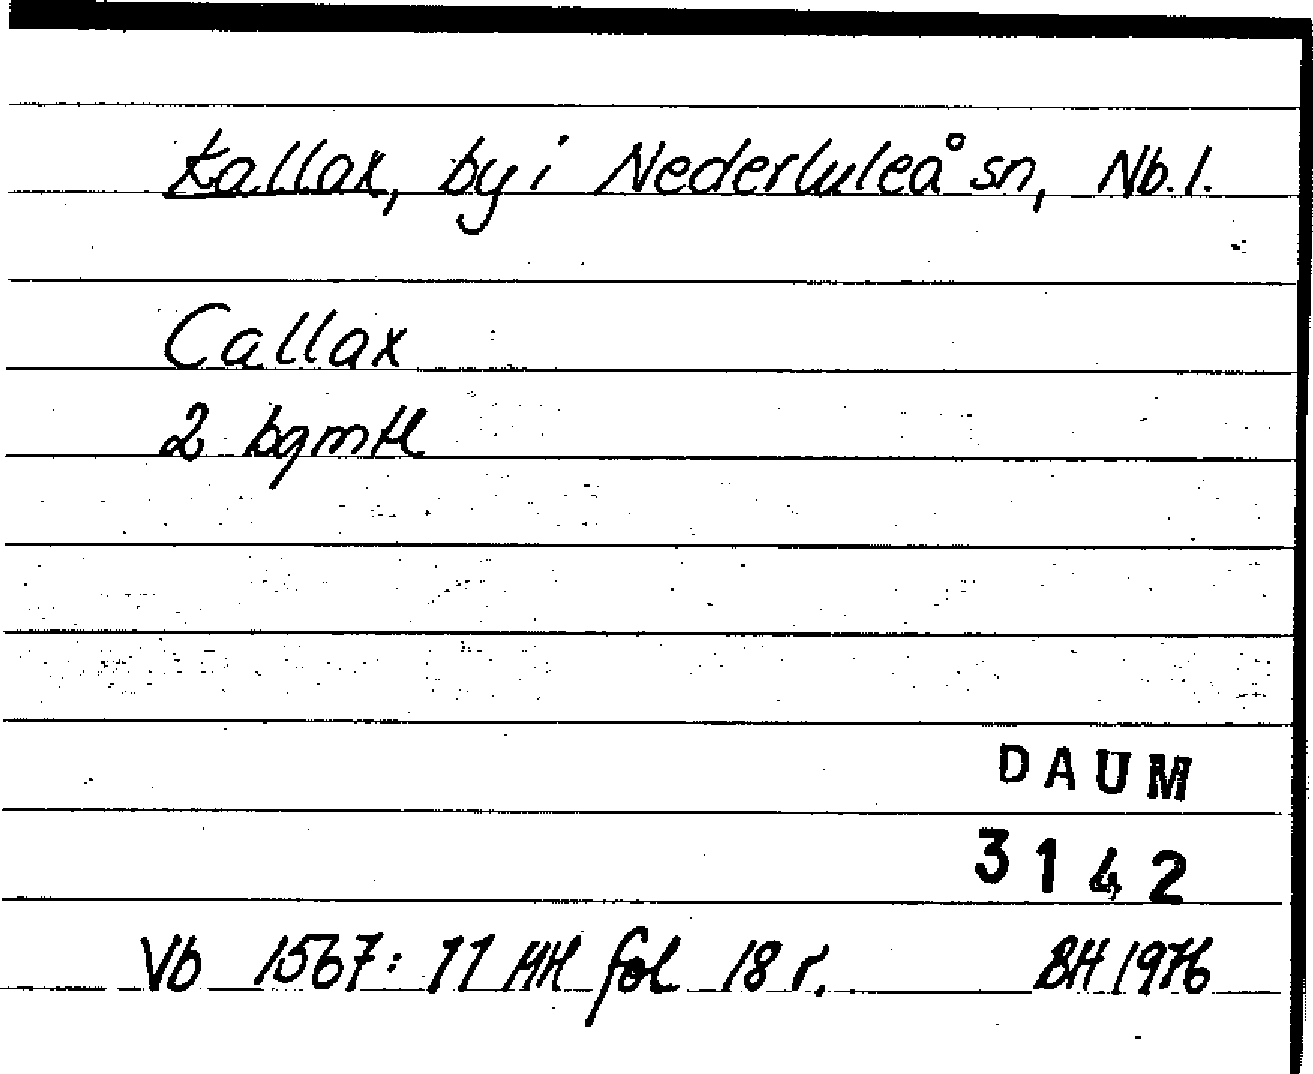 Kallax, by i Nederluleå sn, Nb. l.
Callax
2 bgmtl
DAUM
3142
Vb 1567: 11 HH fol 18 r. BH 1976